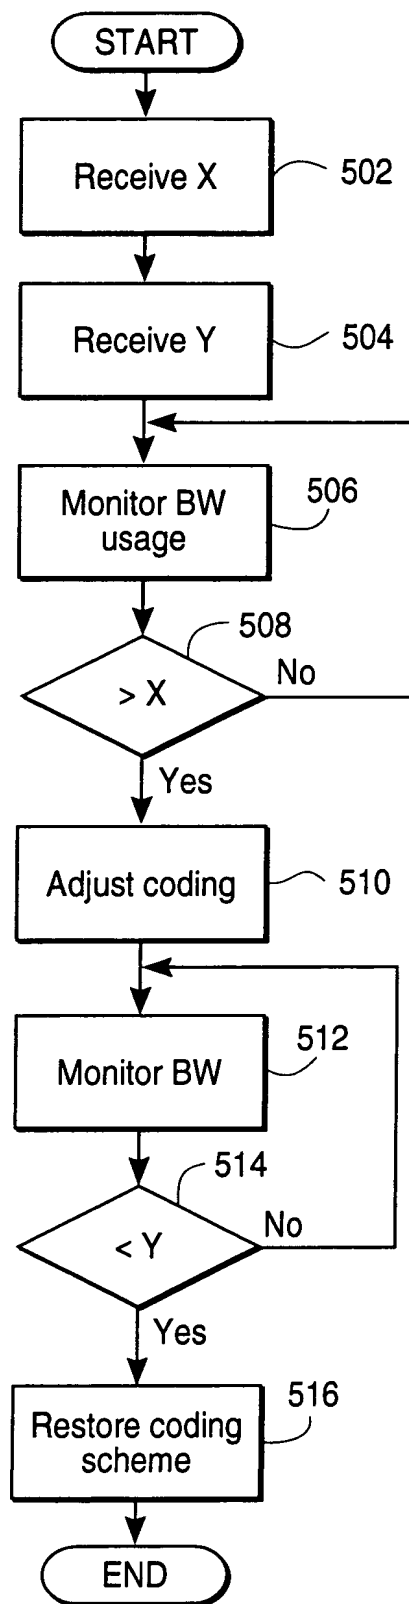 START
Receive X
502
Receive Y
504
Monitor BW
usage
506
508
> X
No
Yes
Adjust coding
510
Monitor BW
512
514
< Y
No
Yes
Restore coding
scheme
516
END